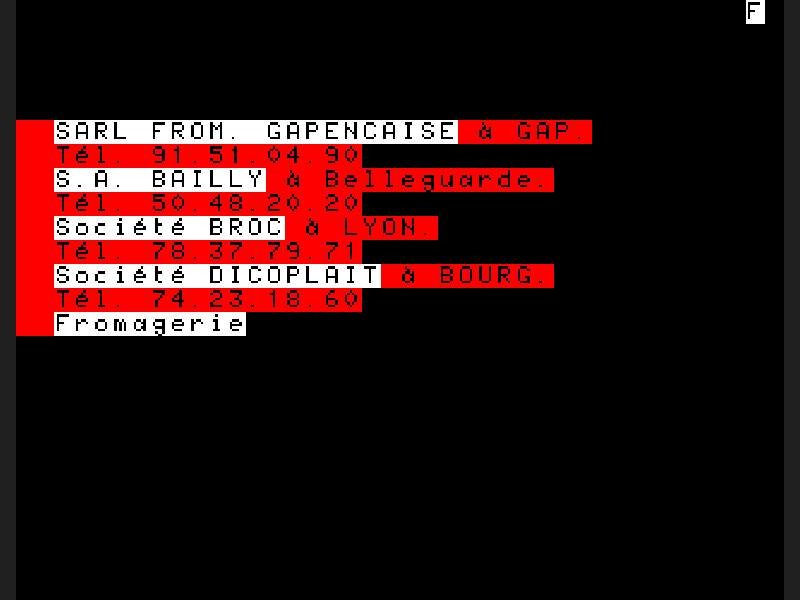 F
SARL FROM. GAPENCAISE à GAP.
Tél. 91.51.04.90
S.A. BAILLY à Belleguarde.
Tél. 50.48.20.20
Société BROC à LYON.
Tél. 78.37.79.71
Société DICOPLAIT à BOURG.
Tél. 74.23.18.60
Fromagerie